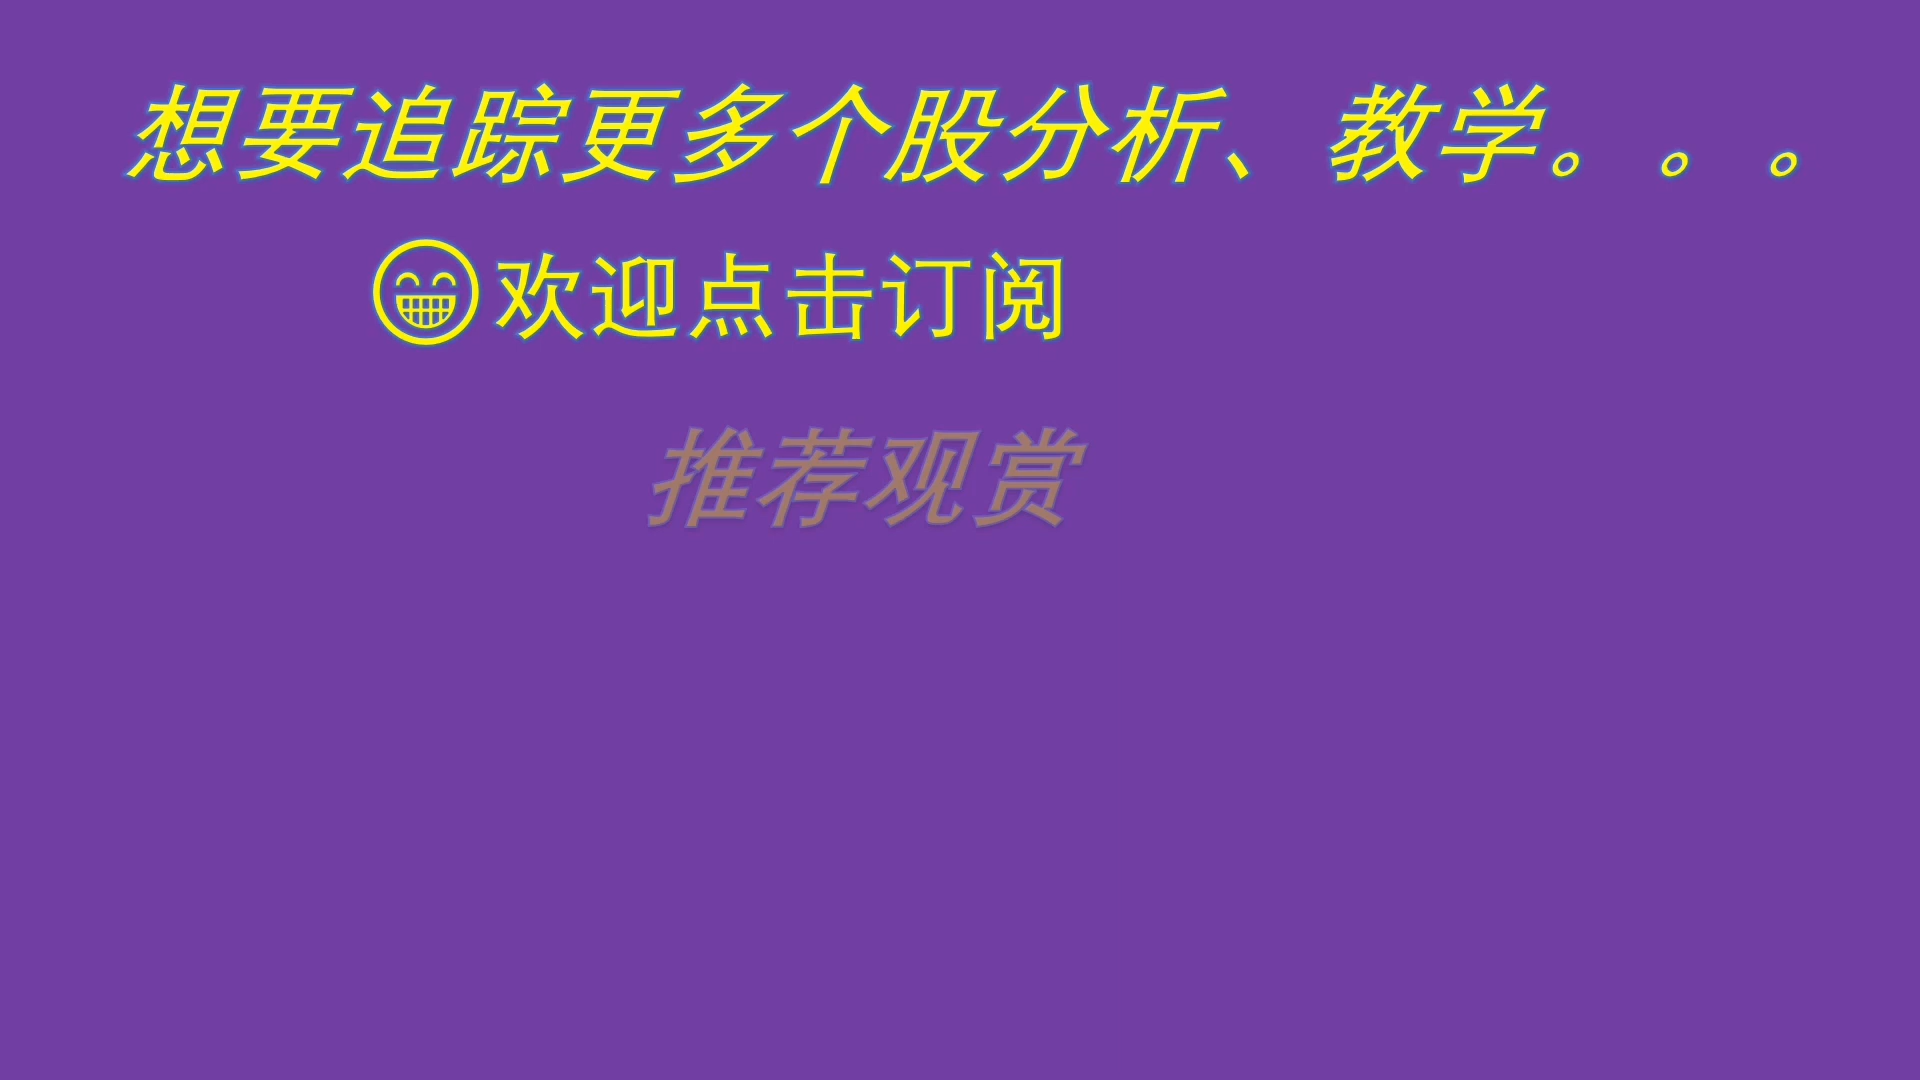 想要追踪更多个股分析、教学。。。
😁欢迎点击订阅
推荐观赏